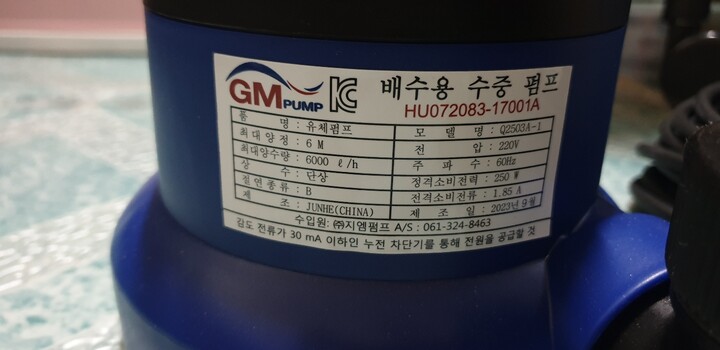 GM PUMP KC 배수용 수중 펌프
HU072083-17001A
품 명 : 유체펌프 모 델 명 : Q2503A-1
최대양정 : 6 M 전 압 : 220V
최대양수량 : 6000 ℓ/h 주 파 수 : 60Hz
상 수 : 단상 정격소비전력 : 250 W
절연종류 : B 전격소비전류 : 1.85 A
제 조 : JUNHE(CHINA) 제 조 일 : 2023년 9월
수입원: ㈜지엠펌프 A/S : 061-324-8463
감도 전류가 30 mA 이하인 누전 차단기를 통해 전원을 공급할 것